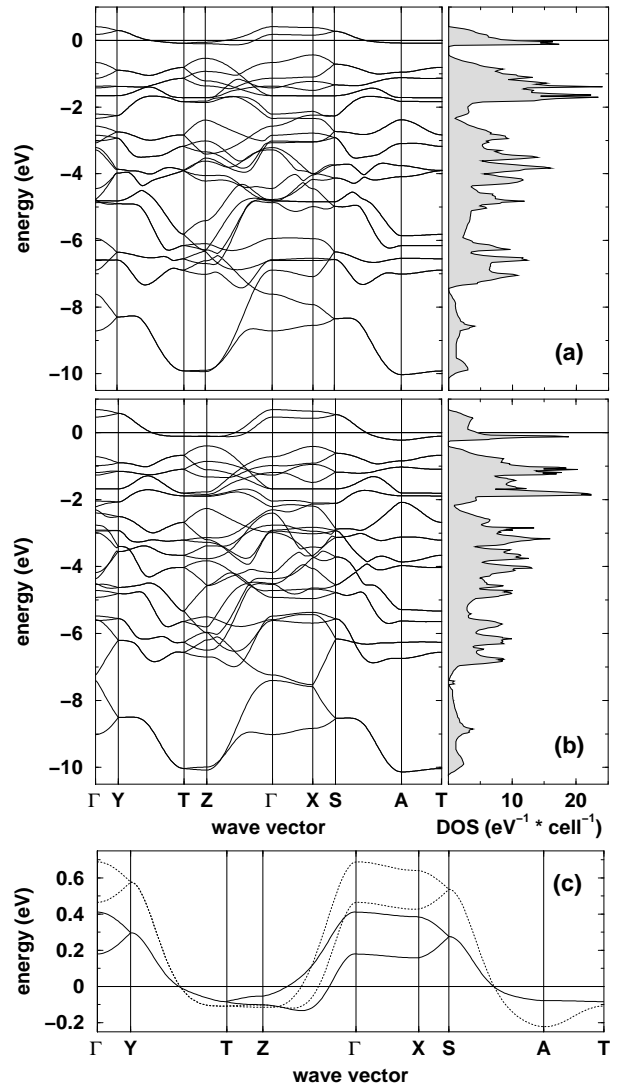 0
−2
−4
−6
−8
−10
energy (eV)
(a)
0
−2
−4
−6
−8
−10
energy (eV)
(b)
Γ Y T Z Γ X S A T
wave vector
10 20
DOS (eV⁻¹ * cell⁻¹)
0.6
0.4
0.2
0
−0.2
energy (eV)
(c)
Γ Y T Z Γ X S A T
wave vector